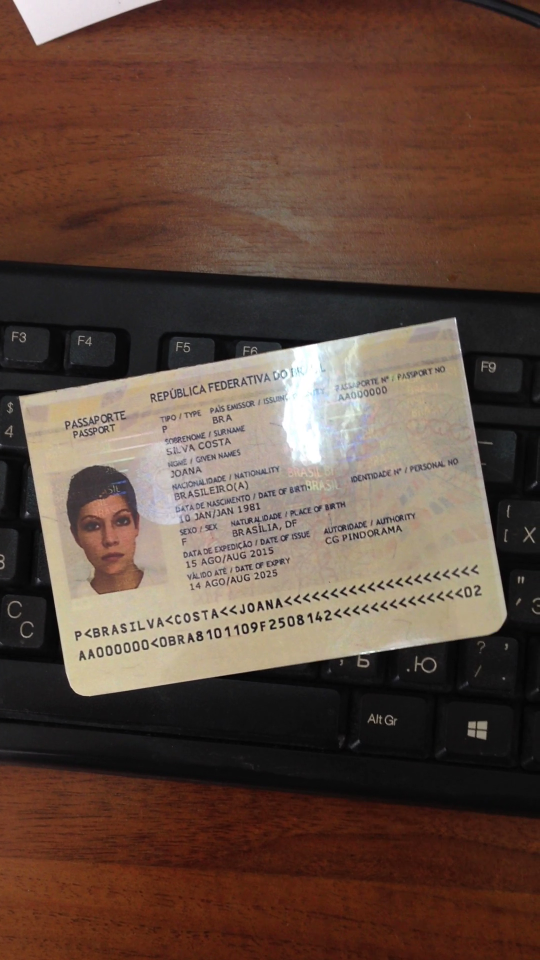 F3
F4
F5
F6
F9
$
4
REPÚBLICA FEDERATIVA DO
PASSAPORTE
PASSPORT
TIPO / TYPE PAÍS EMISSOR / ISSUING PASSAPORTE Nº / PASSPORT NO
P BRA AA000000
SOBRENOME / SURNAME
SILVA COSTA
NOME / GIVEN NAMES
JOANA
NACIONALIDADE / NATIONALITY IDENTIDADE Nº / PERSONAL NO
BRASILEIRO(A)
BRASIL
DATA DE NASCIMENTO / DATE OF BIRTH
10 JAN/JAN 1981
SEXO / SEX NATURALIDADE / PLACE OF BIRTH
F BRASÍLIA, DF
DATA DE EXPEDIÇÃO / DATE OF ISSUE AUTORIDADE / AUTHORITY
15 AGO/AUG 2015 CG PINDORAMA
VÁLIDO ATÉ / DATE OF EXPIRY
14 AGO/AUG 2025
P<BRASILVA<COSTA<<JOANA<<<<<<<<<<<<<<<<<<<<<
AA000000<0BRA8101109F2508142<<<<<<<<<<<<<<02
{
[ X
"
C
C
, Б
. Ю
? ,
/ .
Alt Gr